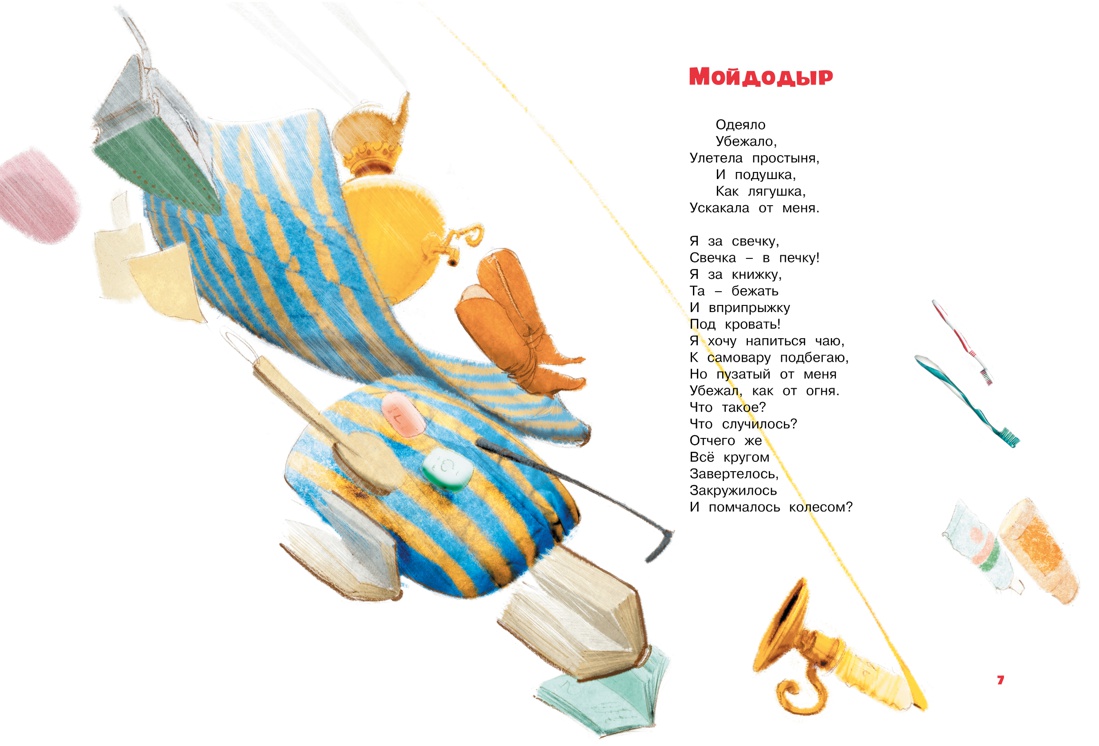 Мойдодыр
Одеяло
Убежало,
Улетела простыня,
И подушка,
Как лягушка,
Ускакала от меня.
Я за свечку,
Свечка – в печку!
Я за книжку,
Та – бежать
И вприпрыжку
Под кровать!
Я хочу напиться чаю,
К самовару подбегаю,
Но пузатый от меня
Убежал, как от огня.
Что такое?
Что случилось?
Отчего же
Всё кругом
Завертелось,
Закружилось
И помчалось колесом?
7